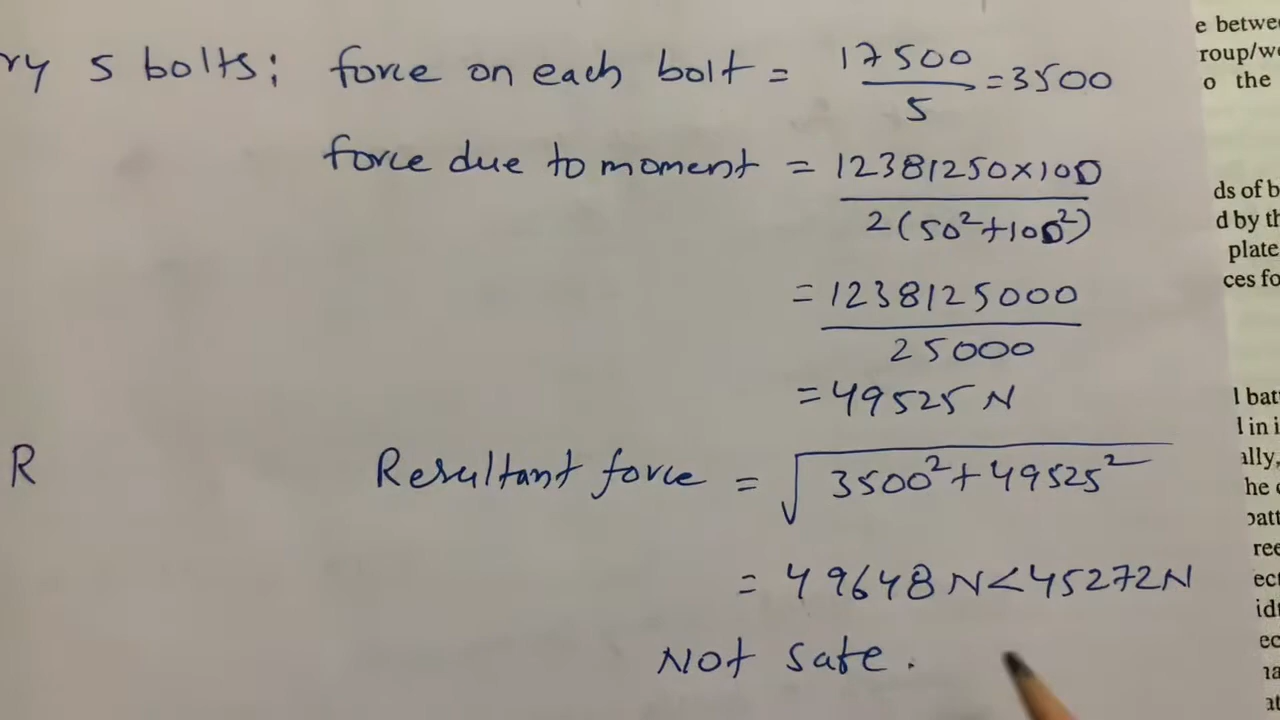 ry 5 bolts; force on each bolt = 17500/5 = 3500
force due to moment = 12381250×100/2(50²+100²)
= 1238125000/25000
= 49525 N
R Resultant force = √3500²+49525²
= 49648 N < 45272 N
Not safe.
e betwe
roup/w
o the
ds of b
d by th
plate
ces fo
l bat
l in i
ally,
he
patt
ree
ect
id
ec
at